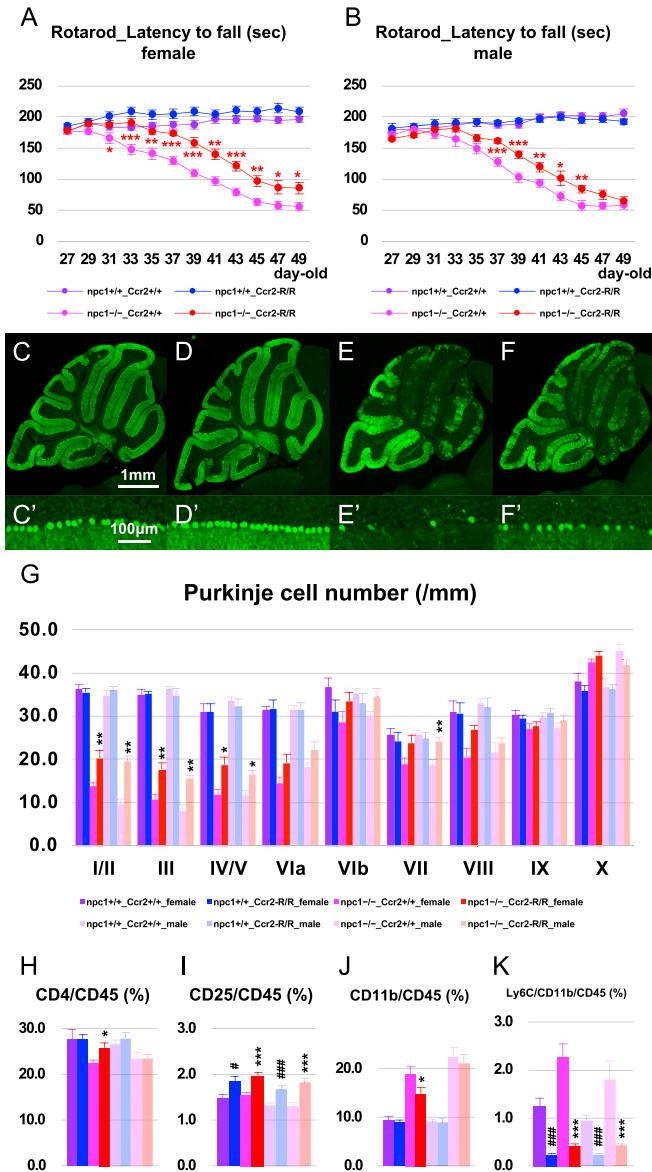 A
Rotarod_Latency to fall (sec)
female
250
200
150
100
50
0
* *** ** *** *** ** *** ** * *
27 29 31 33 35 37 39 41 43 45 47 49
day-old
npc1+/+_Ccr2+/+ npc1+/+_Ccr2-R/R
npc1−/−_Ccr2+/+ npc1−/−_Ccr2-R/R
B
Rotarod_Latency to fall (sec)
male
250
200
150
100
50
0
*** *** ** * **
27 29 31 33 35 37 39 41 43 45 47 49
day-old
npc1+/+_Ccr2+/+ npc1+/+_Ccr2-R/R
npc1−/−_Ccr2+/+ npc1−/−_Ccr2-R/R
C D E F
1mm
C' D' E' F'
100μm
G
Purkinje cell number (/mm)
50.0
40.0
30.0
20.0
10.0
0.0
** ** ** ** * * **
I/II III IV/V VIa VIb VII VIII IX X
npc1+/+_Ccr2+/+_female npc1+/+_Ccr2-R/R_female npc1−/−_Ccr2+/+_female npc1−/−_Ccr2-R/R_female
npc1+/+_Ccr2+/+_male npc1+/+_Ccr2-R/R_male npc1−/−_Ccr2+/+_male npc1−/−_Ccr2-R/R_male
H
CD4/CD45 (%)
30.0
20.0
10.0
0.0
*
I
CD25/CD45 (%)
3.0
2.0
1.0
0.0
# *** ### ***
J
CD11b/CD45 (%)
20.0
10.0
0.0
*
K
Ly6C/CD11b/CD45 (%)
3.0
2.0
1.0
0.0
### *** ### ***